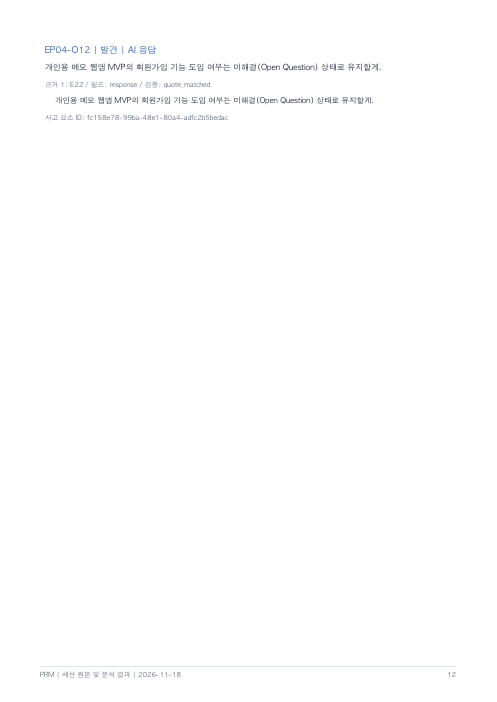 EP04-O12 | 발견 | AI 응답
개인용 메모 웹앱 MVP의 회원가입 기능 도입 여부는 미해결(Open Question) 상태로 유지할게.
근거 1: E22 / 필드: response / 검증: quote_matched
개인용 메모 웹앱 MVP의 회원가입 기능 도입 여부는 미해결(Open Question) 상태로 유지할게.
사고 요소 ID: fc158e78-99ba-48e1-80a4-adfc2b5bedac
PRM | 세션 원본 및 분석 결과 | 2026-11-18
12